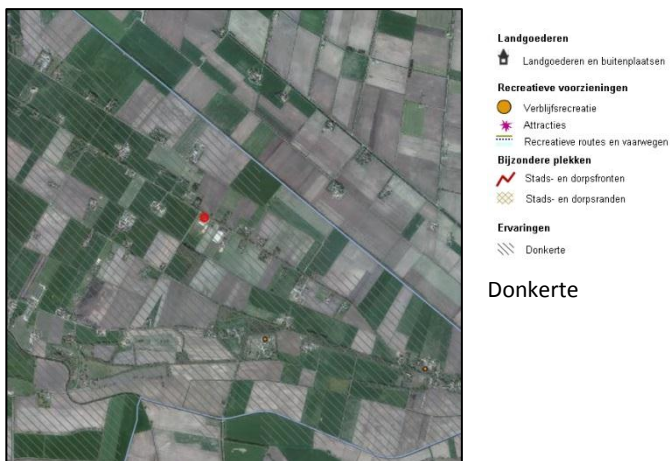 Landgoederen
Landgoederen en buitenplaatsen
Recreatieve voorzieningen
Verblijfsrecreatie
Attracties
Recreatieve routes en vaarwegen
Bijzondere plekken
Stads- en dorpsfronten
Stads- en dorpsranden
Ervaringen
Donkerte
Donkerte